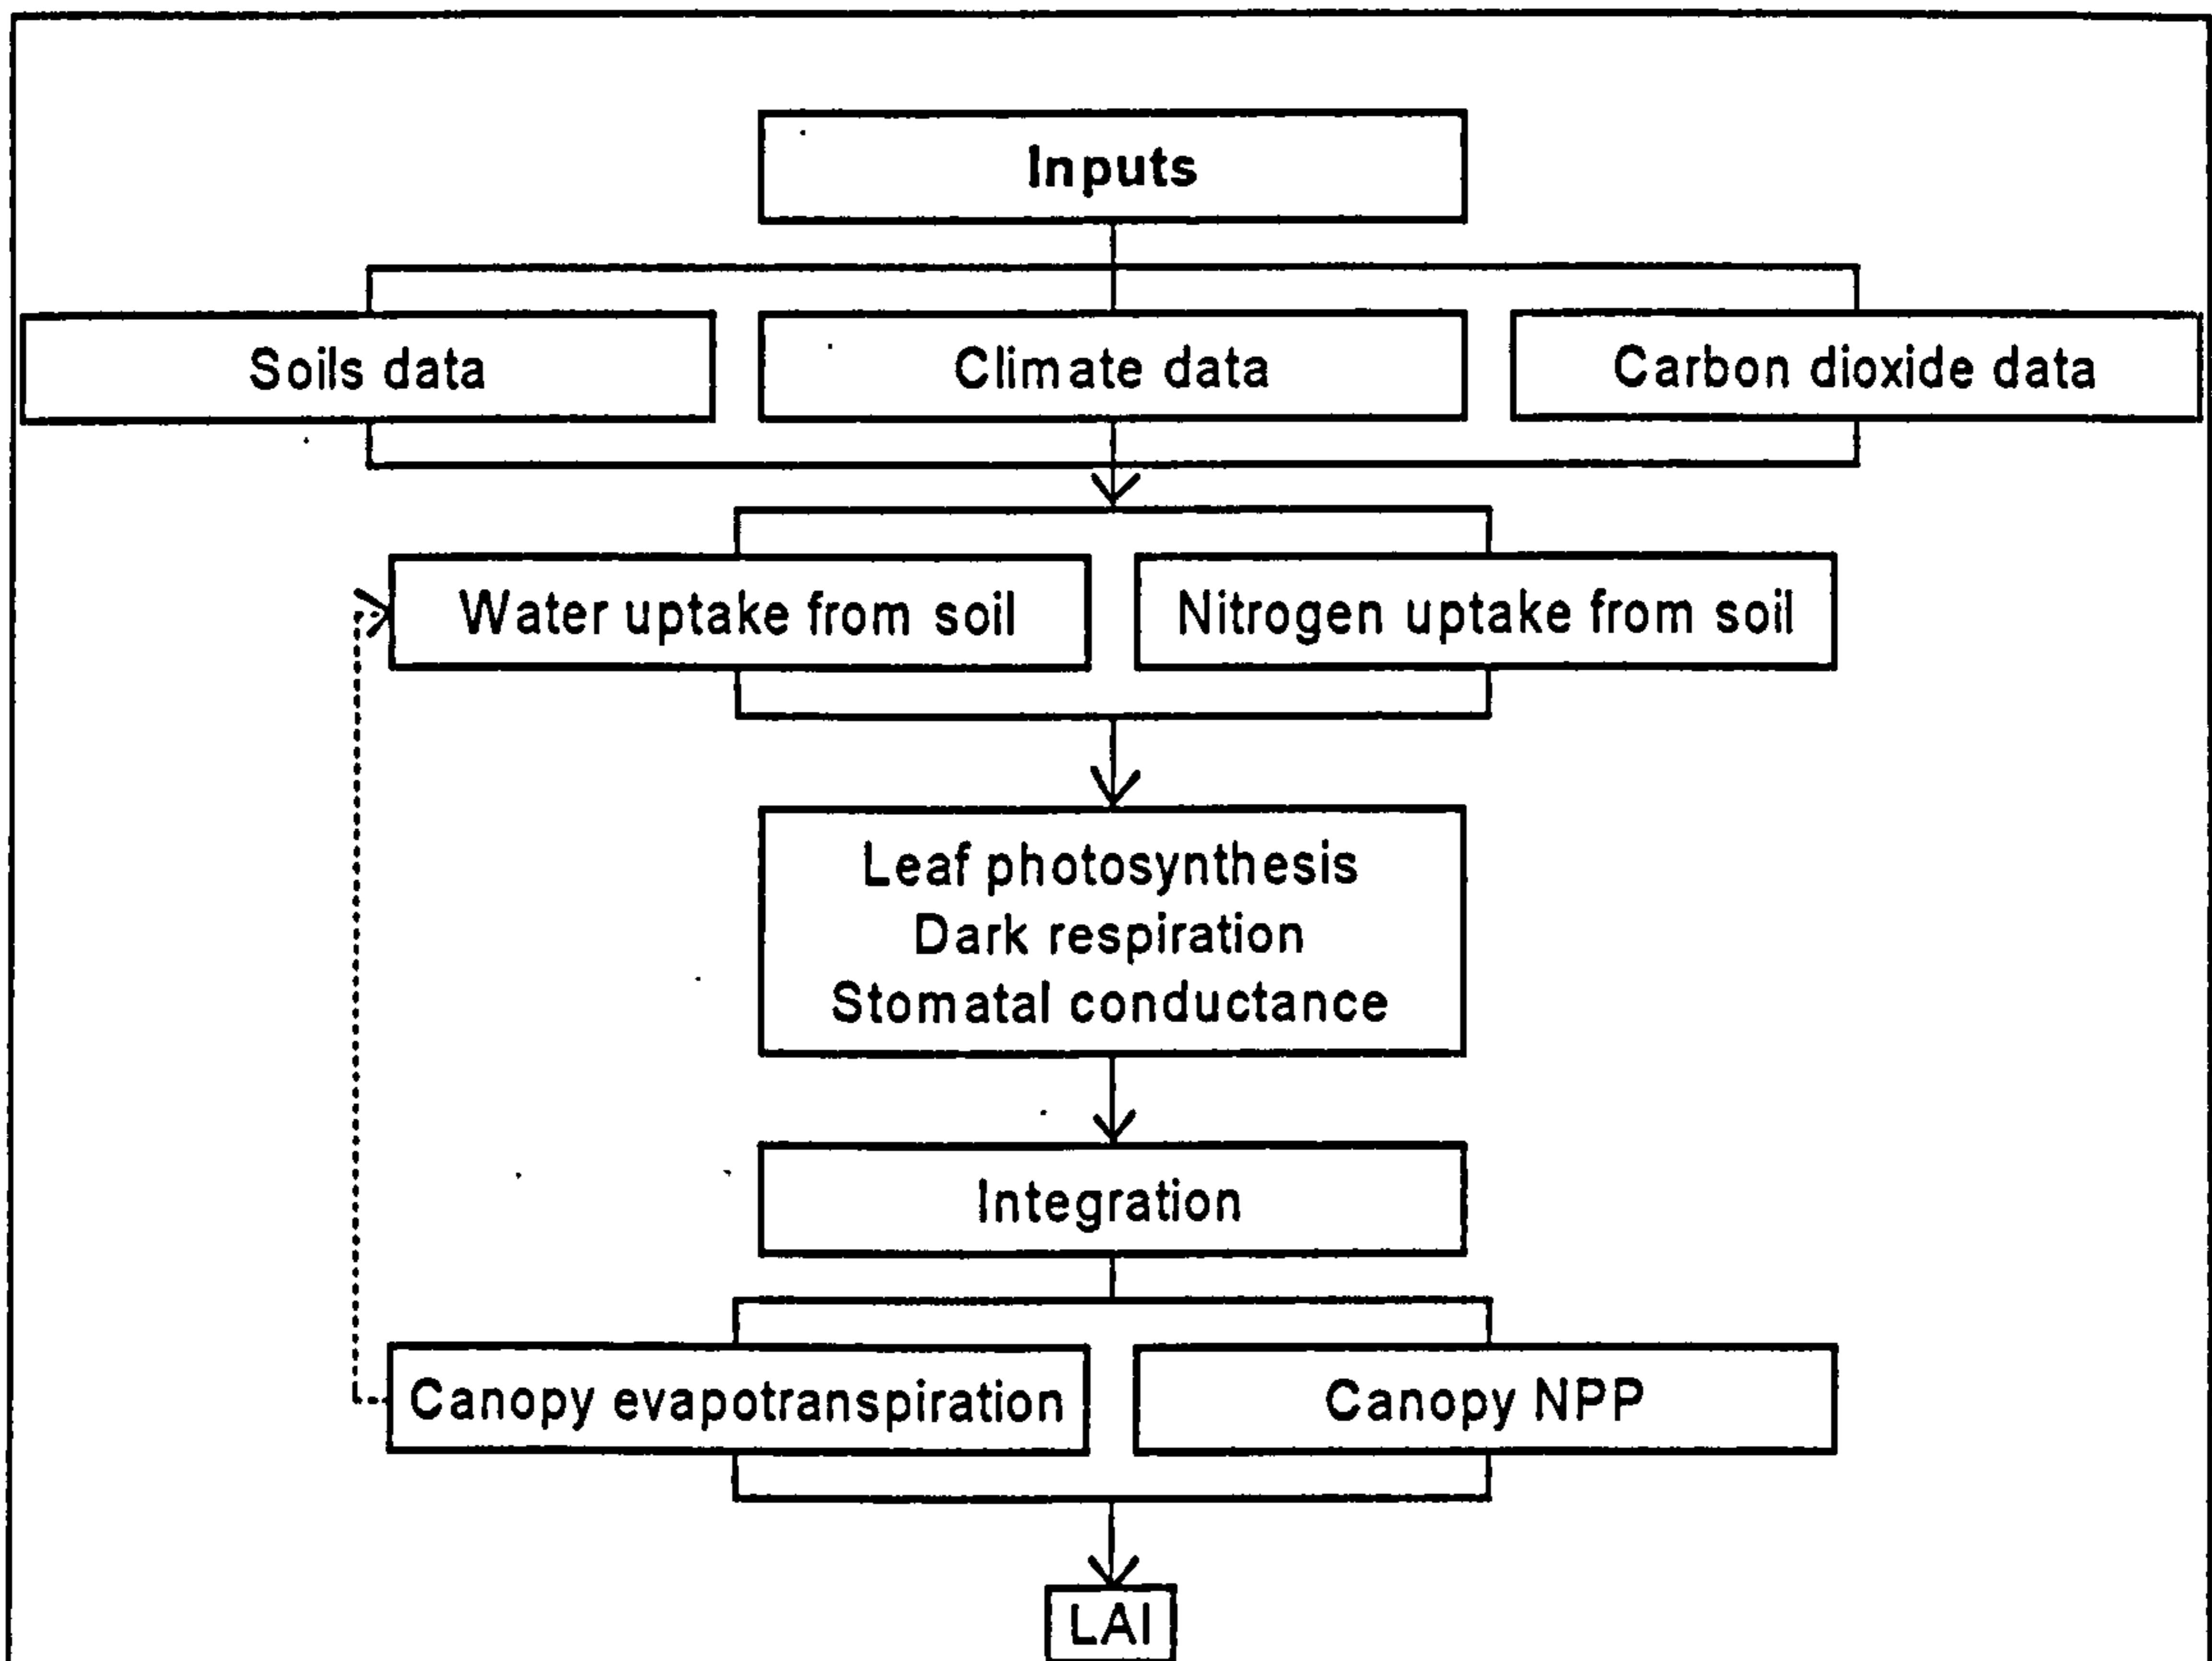 Inputs
Soils data
Climate data
Carbon dioxide data
Water uptake from soil
Nitrogen uptake from soil
Leaf photosynthesis
Dark respiration
Stomatal conductance
Integration
Canopy evapotranspiration
Canopy NPP
LAI